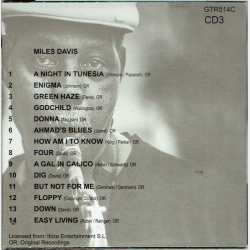 GTR514C
CD3
MILES DAVIS
1 A NIGHT IN TUNESIA (Gillespie / Paparelli) OR
2 ENIGMA (Johnson) OR
3 GREEN HAZE (Davis) OR
4 GODCHILD (Wallington) OR
5 DONNA (McLean) OR
6 AHMAD'S BLUES (Jamal) OR
7 HOW AM I TO KNOW (King / Parker) OR
8 FOUR (Davis) OR
9 A GAL IN CALICO (Robin / Schwartz) OR
10 DIG (Davis) OR
11 BUT NOT FOR ME (Gershwin / Gershwin) OR
12 FLOPPY (Copyright Control) OR
13 DOWN (Davis) OR
14 EASY LIVING (Robin / Rainger) OR
Licensed from: Ibiza Entertainment S.L.
OR. Original Recordings